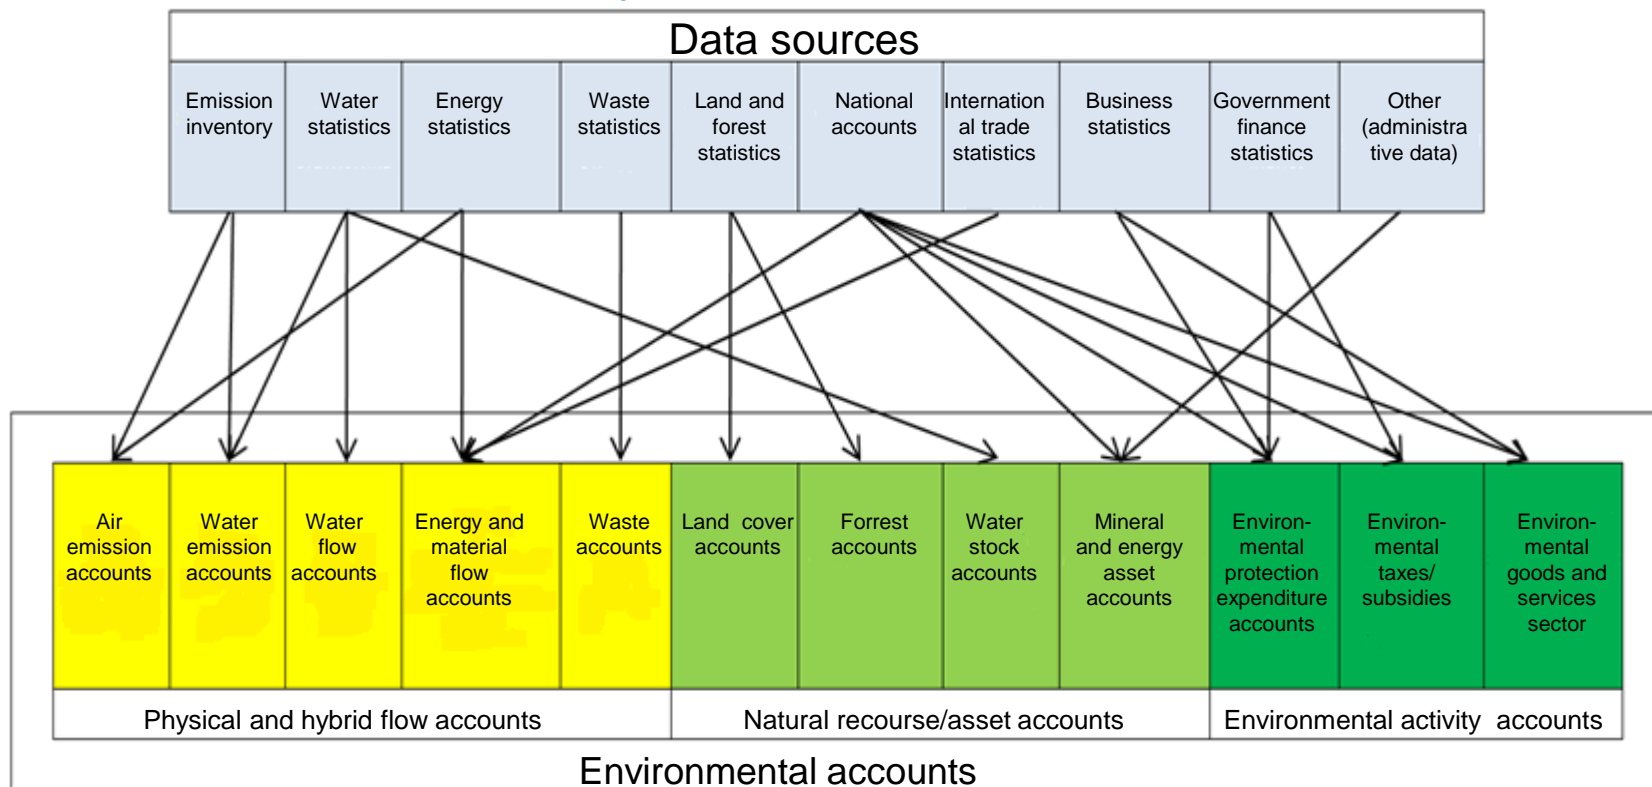 Data sources
Emission
inventory
Water
statistics
Energy
statistics
Waste
statistics
Land and
forest
statistics
National
accounts
Internation
al trade
statistics
Business
statistics
Government
finance
statistics
Other
(administra
tive data)
Air
emission
accounts
Water
emission
accounts
Water
flow
accounts
Energy and
material
flow
accounts
Waste
accounts
Land cover
accounts
Forrest
accounts
Water
stock
accounts
Mineral
and energy
asset
accounts
Environ-
mental
protection
expenditure
accounts
Environ-
mental
taxes/
subsidies
Environ-
mental
goods and
services
sector
Physical and hybrid flow accounts
Natural recourse/asset accounts
Environmental activity accounts
Environmental accounts